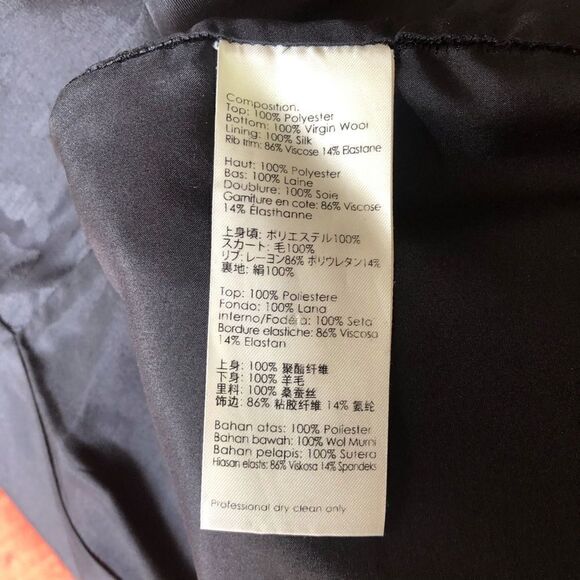 Composition:
Top: 100% Polyester
Bottom: 100% Virgin Wool
Lining: 100% Silk
Rib trim: 86% Viscose 14% Elastane
Haut: 100% Polyester
Bas: 100% Laine
Doublure: 100% Soie
Garniture en cote: 86% Viscose
14% Élasthanne
上身頃: ポリエステル100%
スカート: 毛100%
リブ: レーヨン86% ポリウレタン14%
裏地: 絹100%
Top: 100% Poliestere
Fondo: 100% Lana
Interno/Fodera: 100% Seta
Bordure elastiche: 86% Viscosa
14% Elastan
上身: 100% 聚酯纤维
下身: 100% 羊毛
里料: 100% 桑蚕丝
饰边: 86% 粘胶纤维 14% 氨纶
Bahan atas: 100% Poliester
Bahan bawah: 100% Wol Murni
Bahan pelapis: 100% Sutera
Hiasan elastis: 86% Viskosa 14% Spandeks
Professional dry clean only